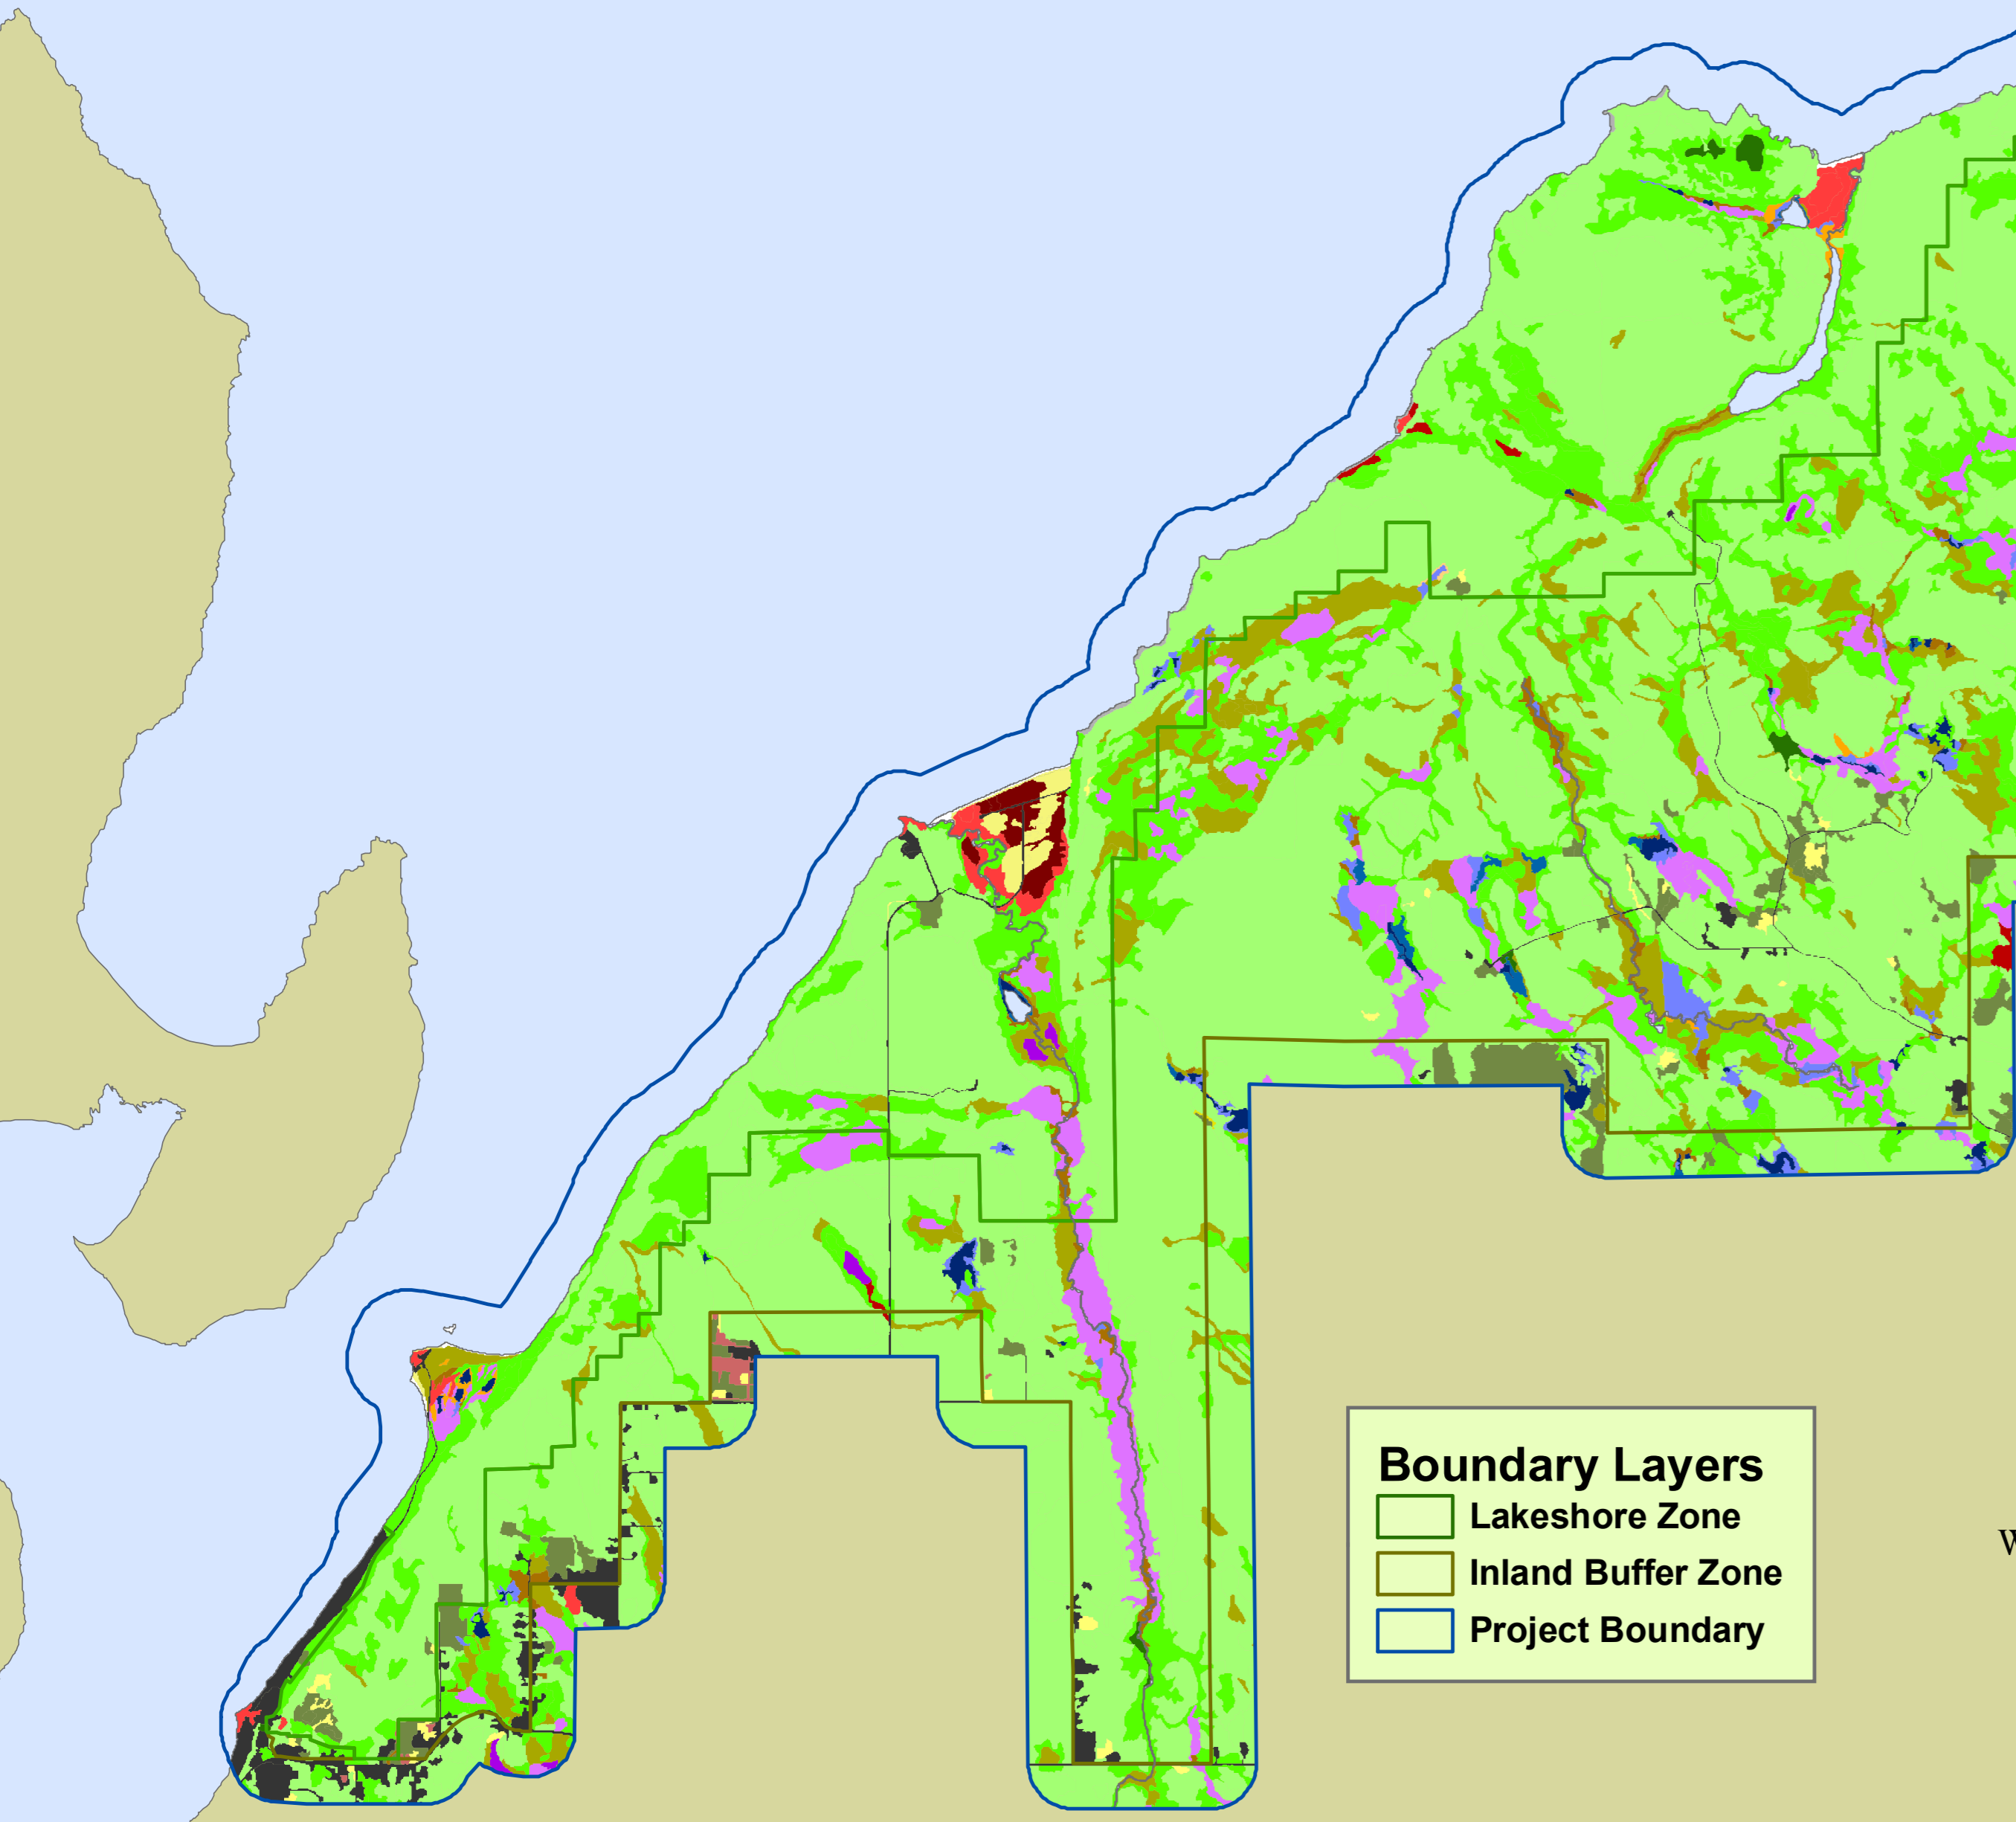 Boundary Layers
Lakeshore Zone
Inland Buffer Zone
Project Boundary
W